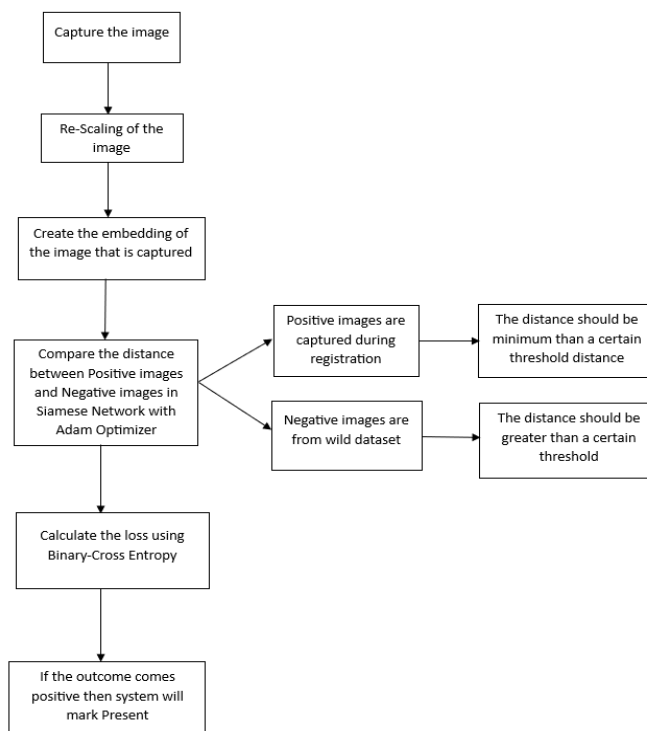 Capture the image
Re-Scaling of the
image
Create the embedding of
the image that is captured
Compare the distance
between Positive images
and Negative images in
Siamese Network with
Adam Optimizer
Positive images are
captured during
registration
The distance should be
minimum than a certain
threshold distance
Negative images are
from wild dataset
The distance should be
greater than a certain
threshold
Calculate the loss using
Binary-Cross Entropy
If the outcome comes
positive then system will
mark Present